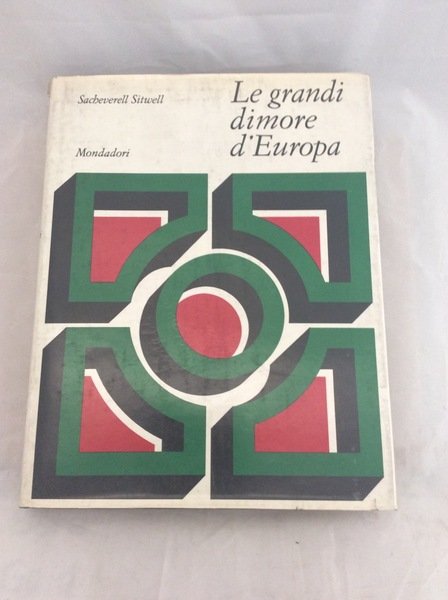 Sacheverell Sitwell
Le grandi
dimore
d'Europa
Mondadori